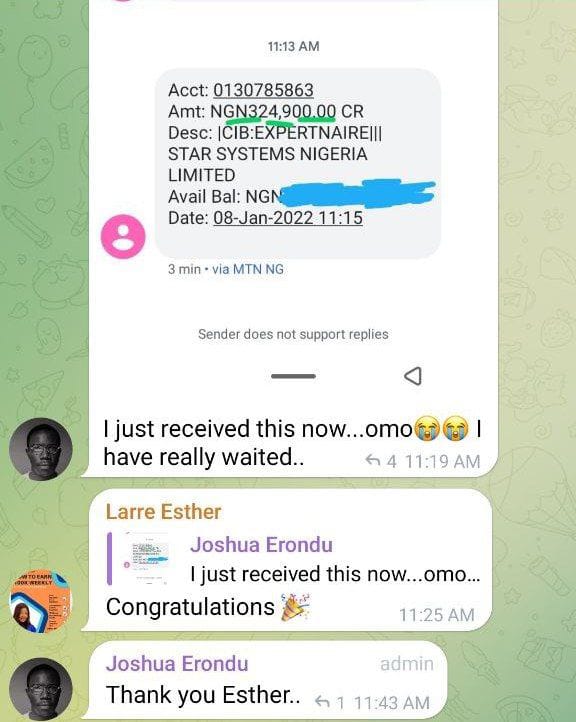 11:13 AM
Acct: 0130785863
Amt: NGN324,900.00 CR
Desc: |CIB:EXPERTNAIRE|||
STAR SYSTEMS NIGERIA
LIMITED
Avail Bal: NGN
Date: 08-Jan-2022 11:15
3 min • via MTN NG
Sender does not support replies
I just received this now...omo😭😭 I
have really waited..
4 11:19 AM
Larre Esther
Joshua Erondu
I just received this now...omo...
Congratulations 🎉
11:25 AM
Joshua Erondu admin
Thank you Esther..
1 11:43 AM